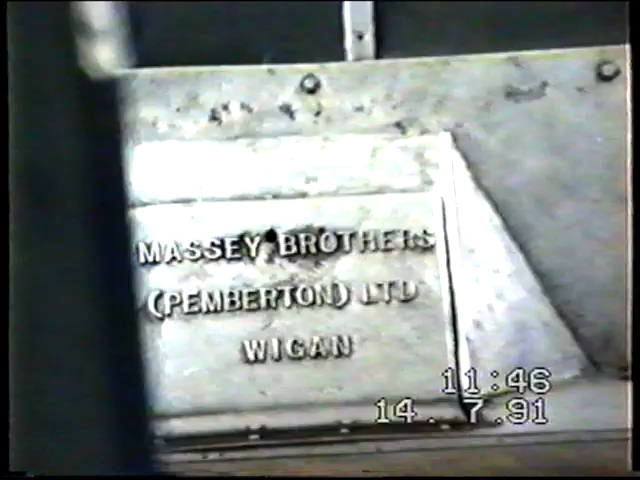 MASSEY BROTHERS
(PEMBERTON) LTD
WIGAN
11:46
14. 7.91